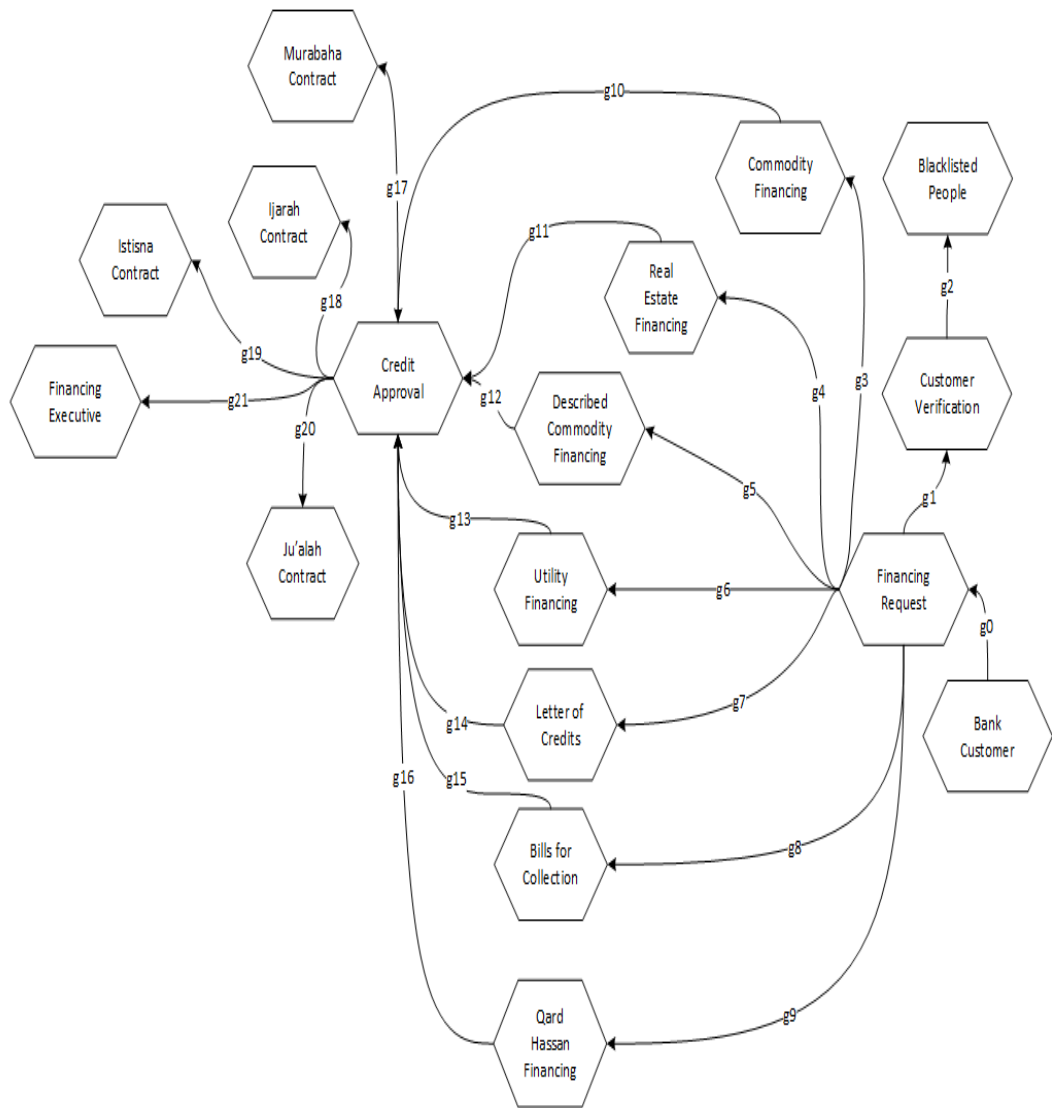 Murabaha
Contract
g10
Commodity
Financing
Blacklisted
People
g17
Ijarah
Contract
g11
Istisna
Contract
Real
Estate
Financing
g2
g18
g19
Credit
Approval
g12
g4
g3
Customer
Verification
Financing
Executive
g21
Described
Commodity
Financing
g20
g5
g1
g13
Ju'alah
Contract
Utility
Financing
g6
Financing
Request
g0
g14
Letter of
Credits
g7
Bank
Customer
g16
g15
Bills for
Collection
g8
Qard
Hassan
Financing
g9